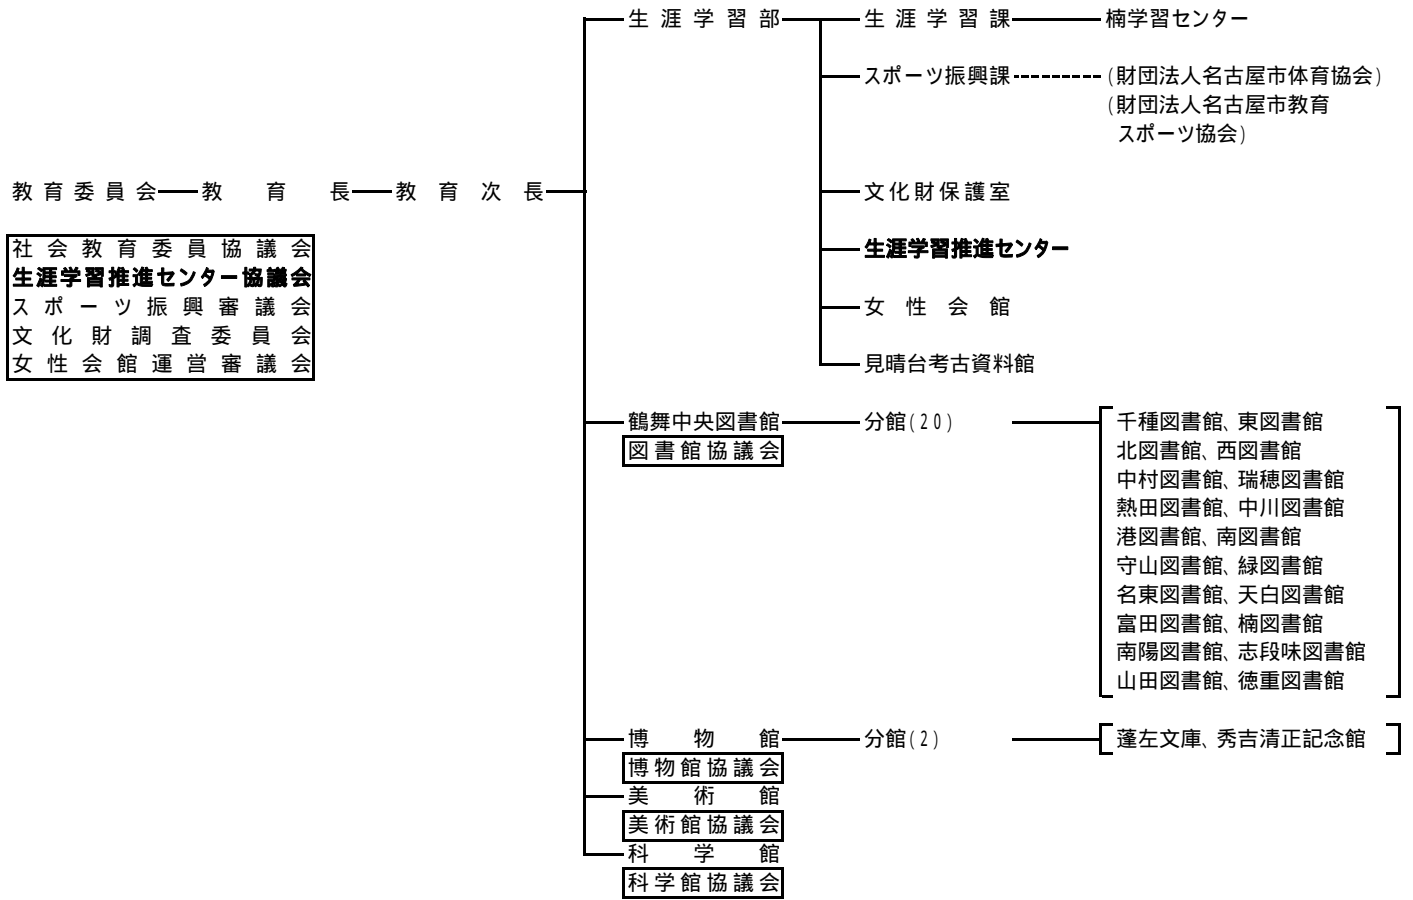 生涯学習部 生涯学習課 楠学習センター
スポーツ振興課 (財団法人名古屋市体育協会)
(財団法人名古屋市教育
スポーツ協会)
教育委員会 教育長 教育次長 文化財保護室
社会教育委員協議会 生涯学習推進センター
生涯学習推進センター協議会
スポーツ振興審議会 女性会館
文化財調査委員会
女性会館運営審議会 見晴台考古資料館
鶴舞中央図書館 分館(20) 千種図書館、東図書館
図書館協議会 北図書館、西図書館
中村図書館、瑞穂図書館
熱田図書館、中川図書館
港図書館、南図書館
守山図書館、緑図書館
名東図書館、天白図書館
富田図書館、楠図書館
南陽図書館、志段味図書館
山田図書館、徳重図書館
博物館 分館(2) 蓬左文庫、秀吉清正記念館
博物館協議会
美術館
美術館協議会
科学館
科学館協議会